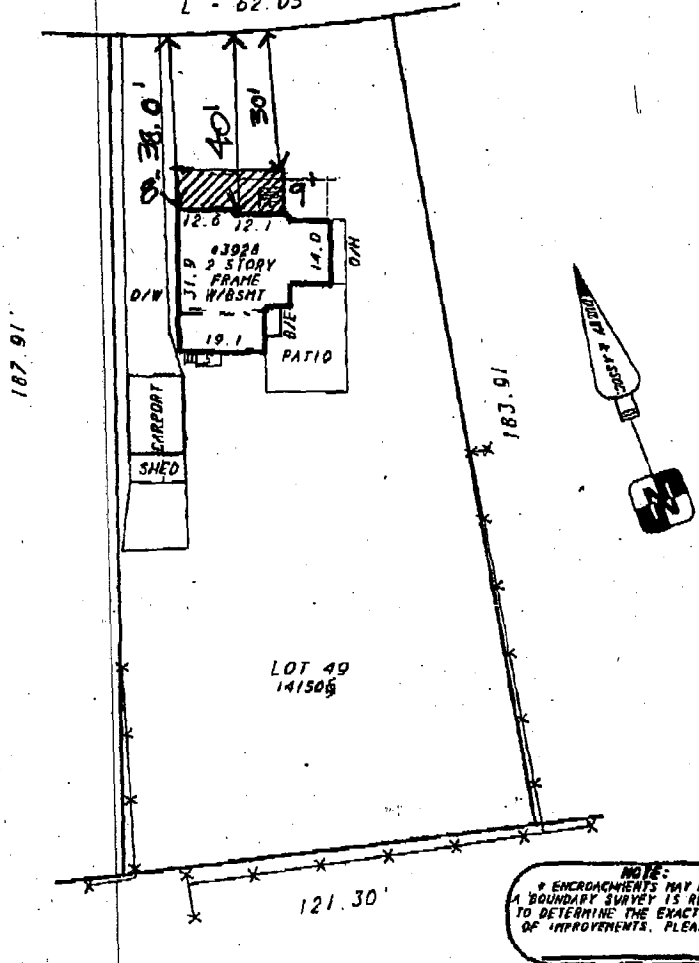 L - 62.05
38.0'
40'
30'
9'±
12.6
12.1
#3928
2 STORY
FRAME
W/BSMT
31.9
14.0
O/H
D/W
19.1
B/E
PATIO
187.91'
CARPORT
183.91
SHED
LOT 49
14150
121.30'
NOTE:
* ENCROACHMENTS MAY
A BOUNDARY SURVEY IS
TO DETERMINE THE EXACT
OF IMPROVEMENTS. PLEA